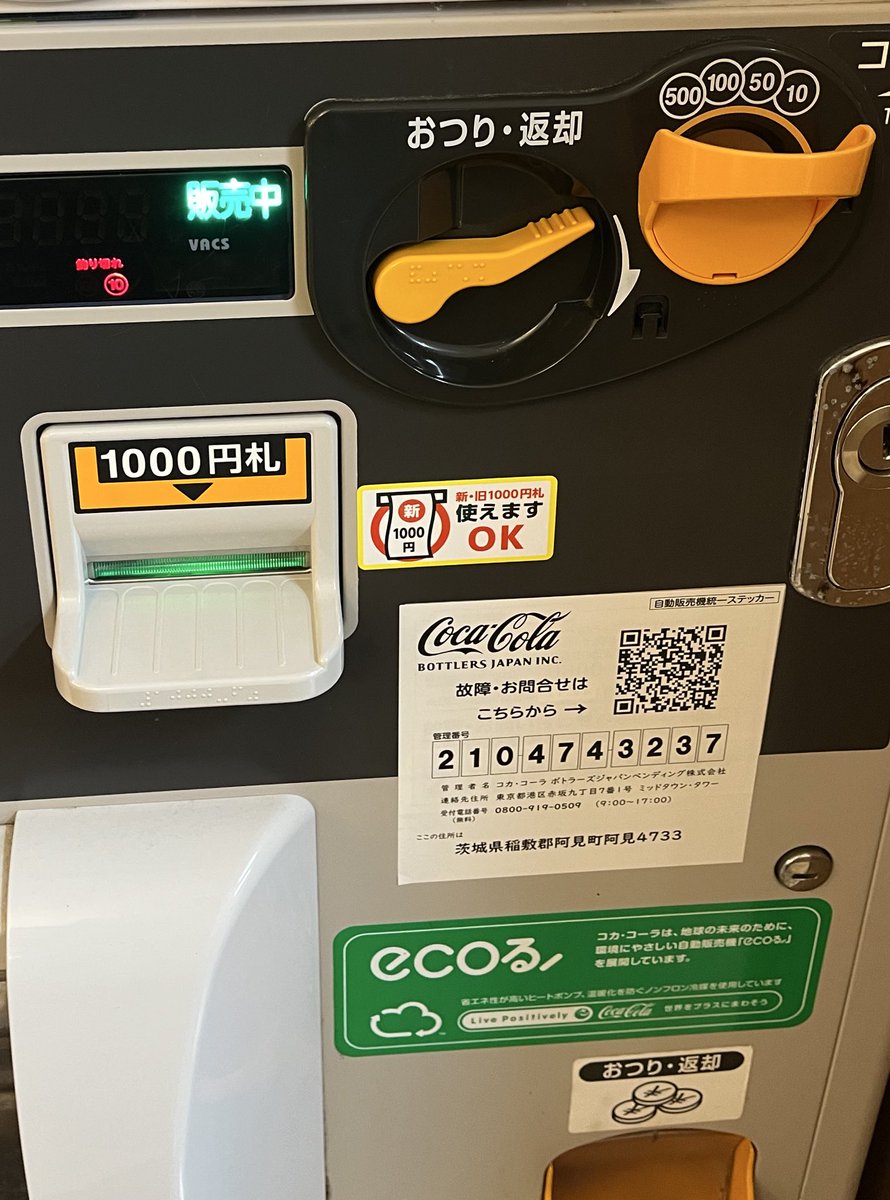 コ
500 100 50 10
おつり・返却
販売中
VACS
釣り切れ
10
1000円札
新・旧1000円札
新
1000
円
使えます
OK
自動販売機統一ステッカー
Coca-Cola
BOTTLERS JAPAN INC.
故障・お問合せは
こちらから →
管理番号
2104743237
管理者名 コカ・コーラ ボトラーズジャパンベンディング株式会社
連絡先住所 東京都港区赤坂九丁目7番1号 ミッドタウン・タワー
受付電話番号 0800-919-0509 (9:00~17:00)
(無料)
ここの住所は
茨城県稲敷郡阿見町阿見4733
ecoる/
コカ・コーラは、地球の未来のために、
環境にやさしい自動販売機「ecoる/」
を展開しています。
省エネ性が高いヒートポンプ、温暖化を防ぐノンフロン冷媒を使用しています
Live Positively Coca-Cola 世界をプラスにまわそう
おつり・返却